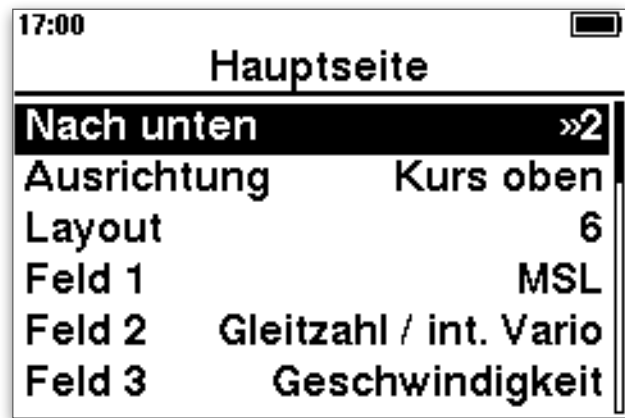 17:00
Hauptseite
Nach unten »2
Ausrichtung Kurs oben
Layout 6
Feld 1 MSL
Feld 2 Gleitzahl / int. Vario
Feld 3 Geschwindigkeit